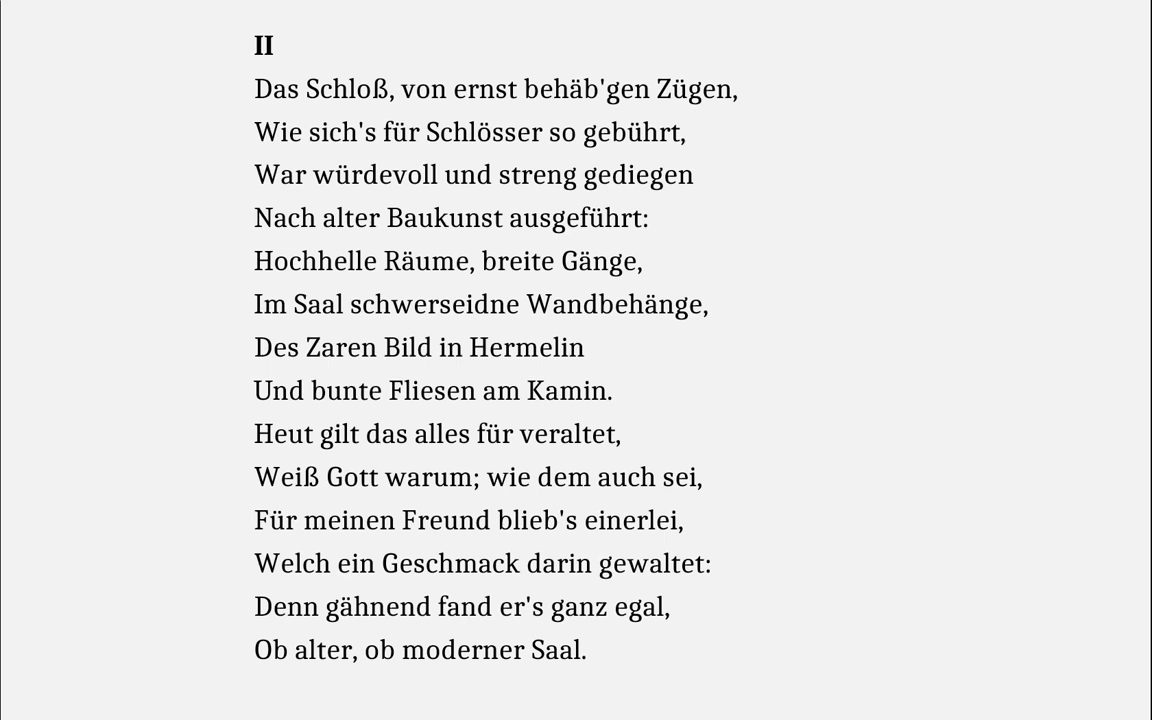 II
Das Schloß, von ernst behäb'gen Zügen,
Wie sich's für Schlösser so gebührt,
War würdevoll und streng gediegen
Nach alter Baukunst ausgeführt:
Hochhelle Räume, breite Gänge,
Im Saal schwerseidne Wandbehänge,
Des Zaren Bild in Hermelin
Und bunte Fliesen am Kamin.
Heut gilt das alles für veraltet,
Weiß Gott warum; wie dem auch sei,
Für meinen Freund blieb's einerlei,
Welch ein Geschmack darin gewaltet:
Denn gähnend fand er's ganz egal,
Ob alter, ob moderner Saal.